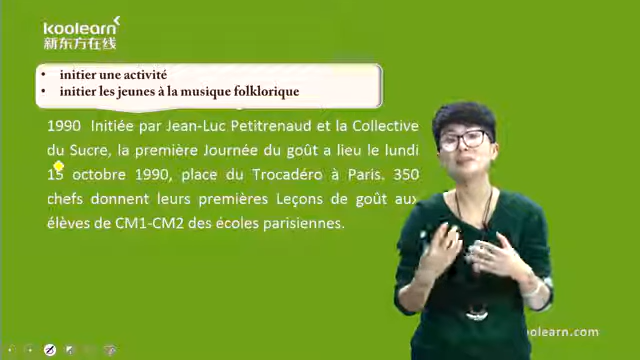 koolearn
新东方在线
• initier une activité
• initier les jeunes à la musique folklorique
1990 Initiée par Jean-Luc Petitrenaud et la Collective
du Sucre, la première Journée du goût a lieu le lundi
15 octobre 1990, place du Trocadéro à Paris. 350
chefs donnent leurs premières Leçons de goût aux
élèves de CM1-CM2 des écoles parisiennes.
oolearn.com